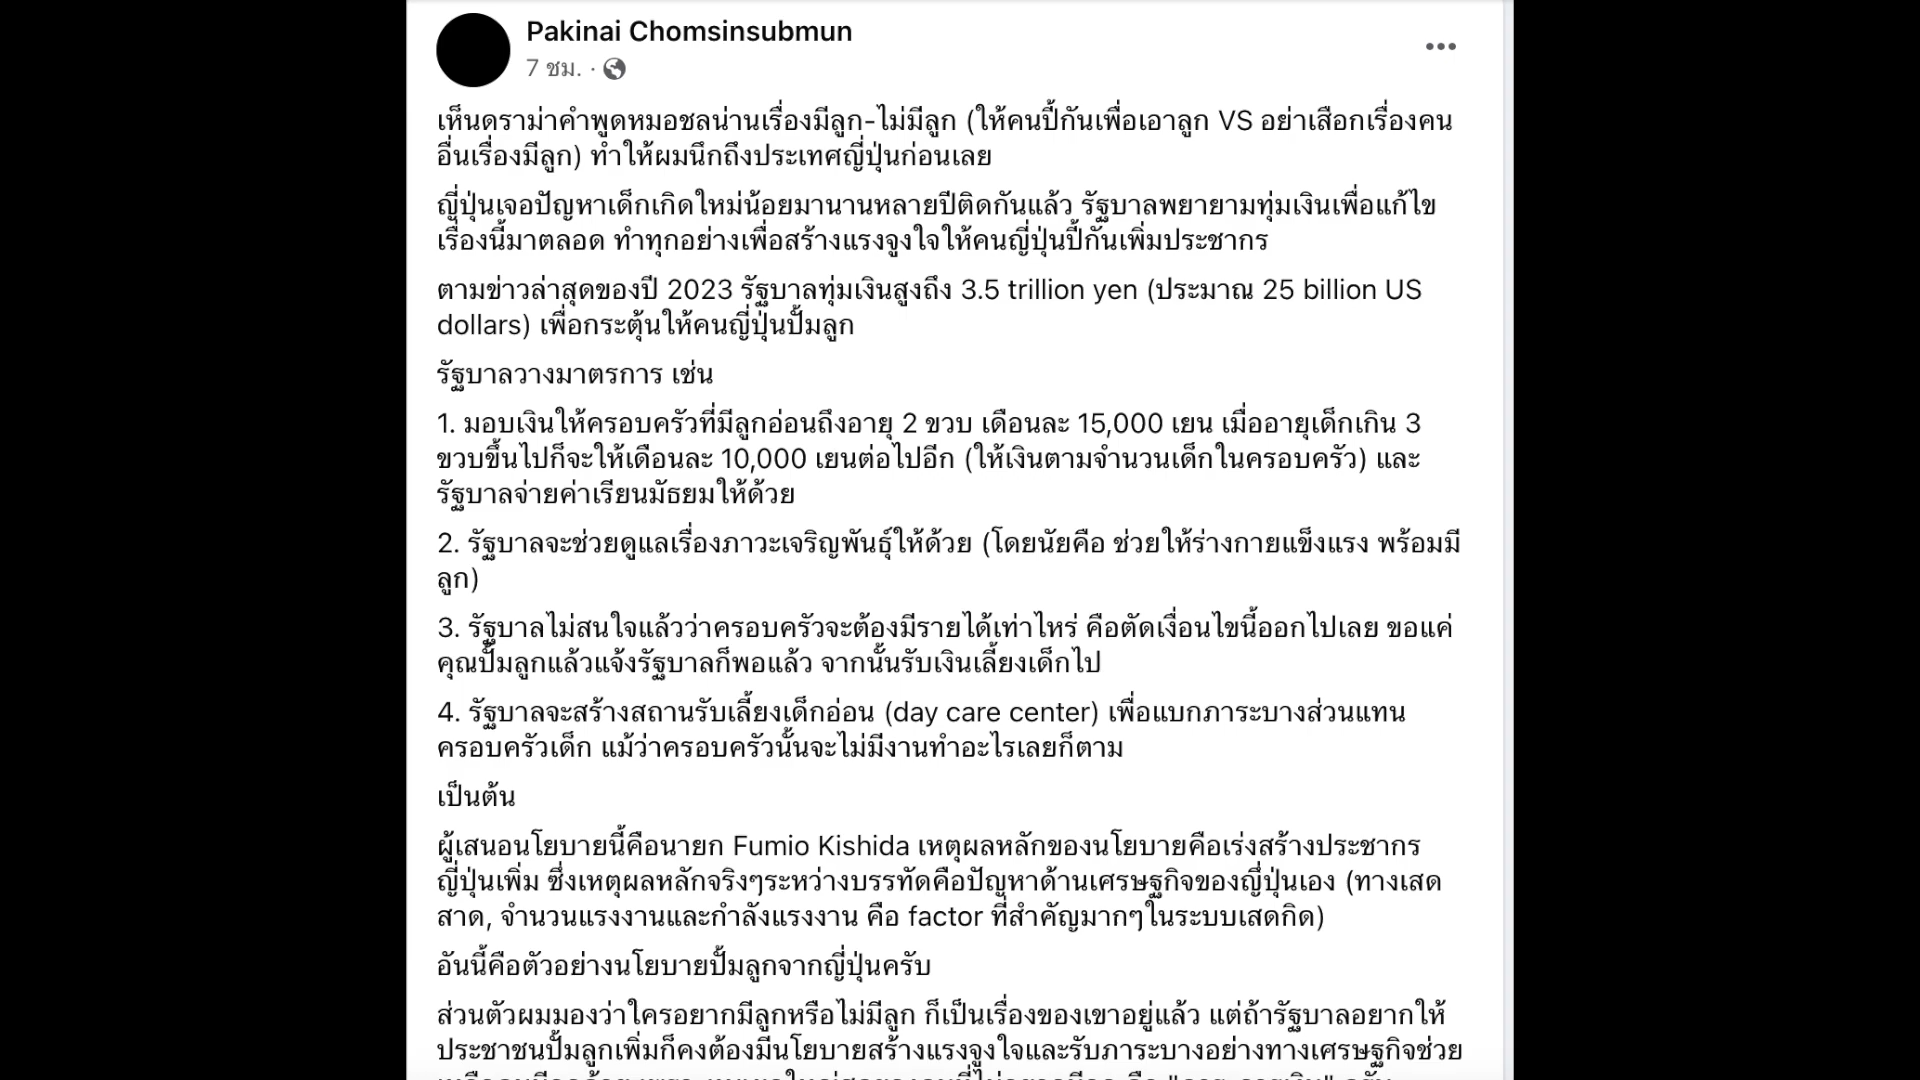 Pakinai Chomsinsubmun
7 ชม. ·
เห็นดราม่าคำพูดหมอชลน่านเรื่องมีลูก-ไม่มีลูก (ให้คนปี้กันเพื่อเอาลูก VS อย่าเสือกเรื่องคน
อื่นเรื่องมีลูก) ทำให้ผมนึกถึงประเทศญี่ปุ่นก่อนเลย
ญี่ปุ่นเจอปัญหาเด็กเกิดใหม่น้อยมานานหลายปีติดกันแล้ว รัฐบาลพยายามทุ่มเงินเพื่อแก้ไข
เรื่องนี้มาตลอด ทำทุกอย่างเพื่อสร้างแรงจูงใจให้คนญี่ปุ่นปี้กันเพิ่มประชากร
ตามข่าวล่าสุดของปี 2023 รัฐบาลทุ่มเงินสูงถึง 3.5 trillion yen (ประมาณ 25 billion US
dollars) เพื่อกระตุ้นให้คนญี่ปุ่นปั้มลูก
รัฐบาลวางมาตรการ เช่น
1. มอบเงินให้ครอบครัวที่มีลูกอ่อนถึงอายุ 2 ขวบ เดือนละ 15,000 เยน เมื่ออายุเด็กเกิน 3
ขวบขึ้นไปก็จะให้เดือนละ 10,000 เยนต่อไปอีก (ให้เงินตามจำนวนเด็กในครอบครัว) และ
รัฐบาลจ่ายค่าเรียนมัธยมให้ด้วย
2. รัฐบาลจะช่วยดูแลเรื่องภาวะเจริญพันธุ์ให้ด้วย (โดยนัยคือ ช่วยให้ร่างกายแข็งแรง พร้อมมี
ลูก)
3. รัฐบาลไม่สนใจแล้วว่าครอบครัวจะต้องมีรายได้เท่าไหร่ คือตัดเงื่อนไขนี้ออกไปเลย ขอแค่
คุณปั้มลูกแล้วแจ้งรัฐบาลก็พอแล้ว จากนั้นรับเงินเลี้ยงเด็กไป
4. รัฐบาลจะสร้างสถานรับเลี้ยงเด็กอ่อน (day care center) เพื่อแบกภาระบางส่วนแทน
ครอบครัวเด็ก แม้ว่าครอบครัวนั้นจะไม่มีงานทำอะไรเลยก็ตาม
เป็นต้น
ผู้เสนอนโยบายนี้คือนายก Fumio Kishida เหตุผลหลักของนโยบายคือเร่งสร้างประชากร
ญี่ปุ่นเพิ่ม ซึ่งเหตุผลหลักจริงๆระหว่างบรรทัดคือปัญหาด้านเศรษฐกิจของญี่ปุ่นเอง (ทางเสด
สาด, จำนวนแรงงานและกำลังแรงงาน คือ factor ที่สำคัญมากๆในระบบเสดกิด)
อันนี้คือตัวอย่างนโยบายปั้มลูกจากญี่ปุ่นครับ
ส่วนตัวผมมองว่าใครอยากมีลูกหรือไม่มีลูก ก็เป็นเรื่องของเขาอยู่แล้ว แต่ถ้ารัฐบาลอยากให้
ประชาชนปั้มลูกเพิ่มก็คงต้องมีนโยบายสร้างแรงจูงใจและรับภาระบางอย่างทางเศรษฐกิจช่วย